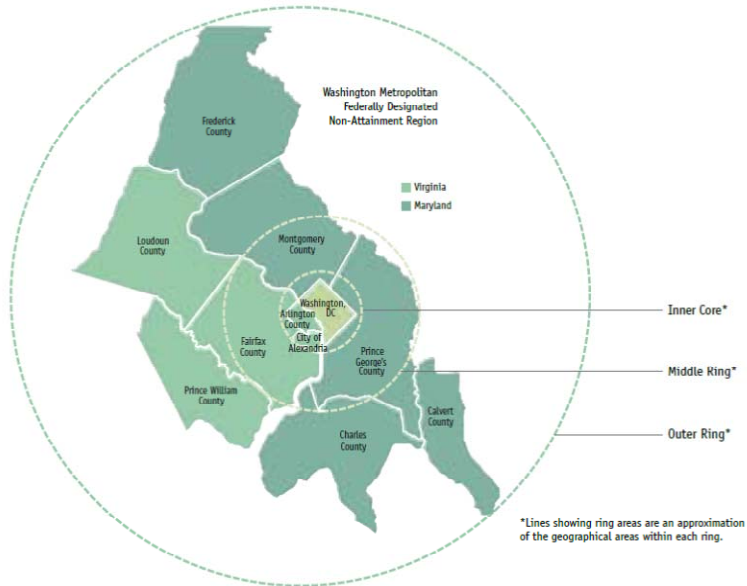 Washington Metropolitan
Federally Designated
Non-Attainment Region
Frederick
County
Virginia
Maryland
Loudoun
County
Montgomery
County
Washington,
DC
Arlington
County
City of
Alexandria
Fairfax
County
Prince
George's
County
Prince William
County
Calvert
County
Charles
County
Inner Core*
Middle Ring*
Outer Ring*
*Lines showing ring areas are an approximation
of the geographical areas within each ring.